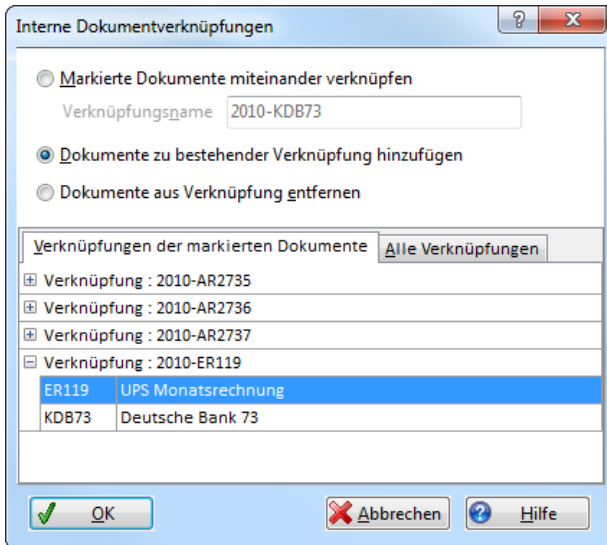 Interne Dokumentverknüpfungen
Markierte Dokumente miteinander verknüpfen
Verknüpfungsname 2010-KDB73
Dokumente zu bestehender Verknüpfung hinzufügen
Dokumente aus Verknüpfung entfernen
Verknüpfungen der markierten Dokumente Alle Verknüpfungen
Verknüpfung : 2010-AR2735
Verknüpfung : 2010-AR2736
Verknüpfung : 2010-AR2737
Verknüpfung : 2010-ER119
ER119 UPS Monatsrechnung
KDB73 Deutsche Bank 73
OK Abbrechen Hilfe